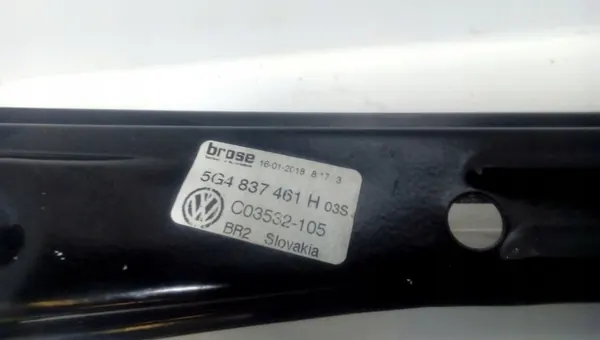 brose 16-01-2018 8:17 3
5G4 837 461 H 03S
C03532-105
BR2 Slovakia